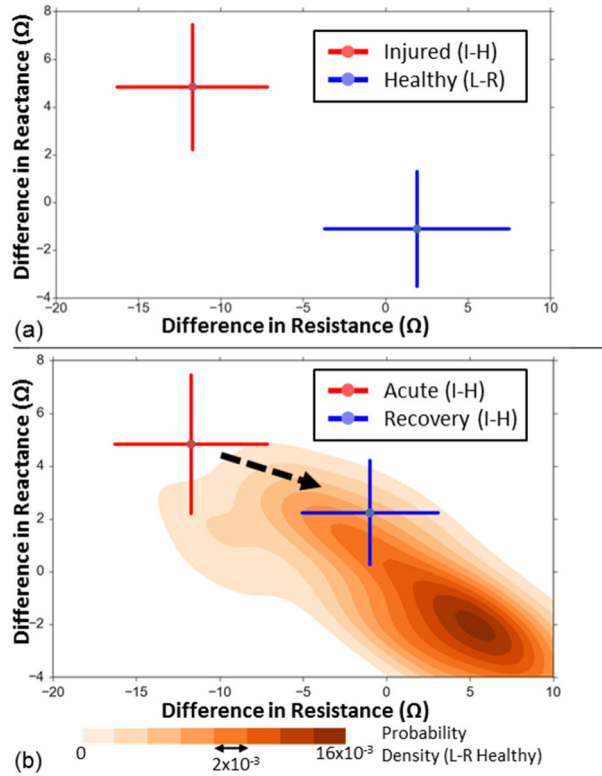 8
6
4
2
0
−2
−4
Difference in Reactance (Ω)
Injured (I-H)
Healthy (L-R)
−20 −15 −10 −5 0 5 10
(a) Difference in Resistance (Ω)
8
6
4
2
0
−2
−4
Difference in Reactance (Ω)
Acute (I-H)
Recovery (I-H)
−20 −15 −10 −5 0 5 10
Difference in Resistance (Ω)
(b) 0 2x10⁻³ 16x10⁻³
Probability
Density (L-R Healthy)